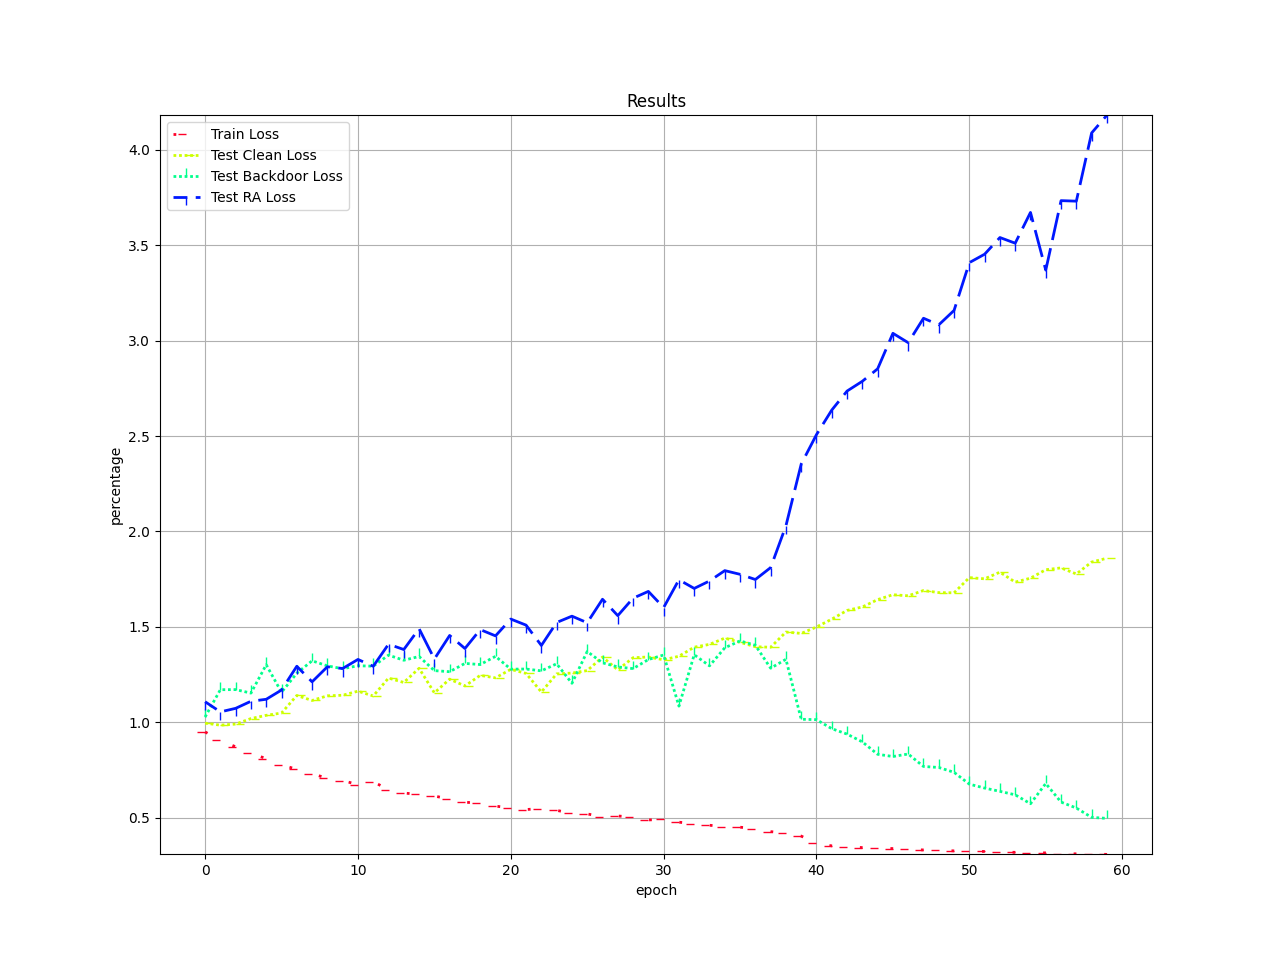 Results
Train Loss
Test Clean Loss
Test Backdoor Loss
Test RA Loss
4.0
3.5
3.0
2.5
2.0
1.5
1.0
0.5
percentage
0 10 20 30 40 50 60
epoch